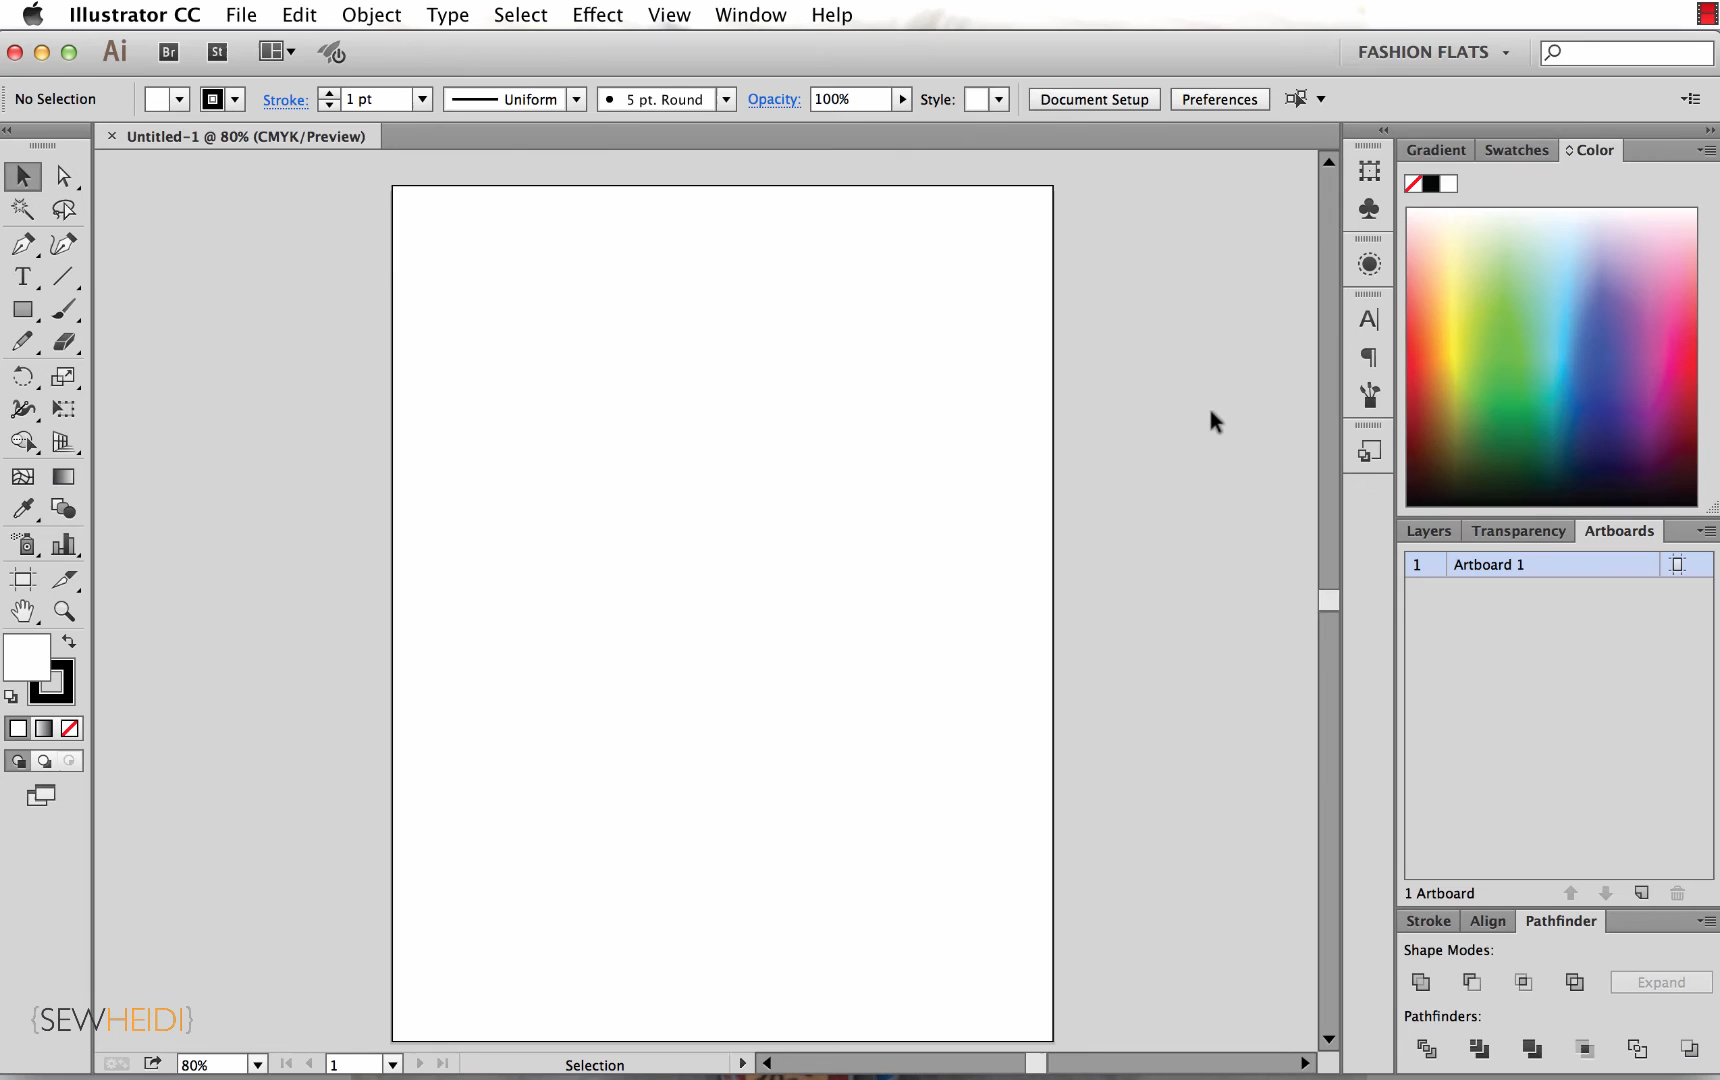 Illustrator CC File Edit Object Type Select Effect View Window Help
Ai Br St FASHION FLATS
No Selection Stroke: 1 pt Uniform 5 pt. Round Opacity: 100% Style: Document Setup Preferences
Untitled-1 @ 80% (CMYK/Preview)
Gradient Swatches Color
T
A
Layers Transparency Artboards
1 Artboard 1
1 Artboard
Stroke Align Pathfinder
Shape Modes:
Expand
{SEWHEIDI}
Pathfinders:
80% 1 Selection